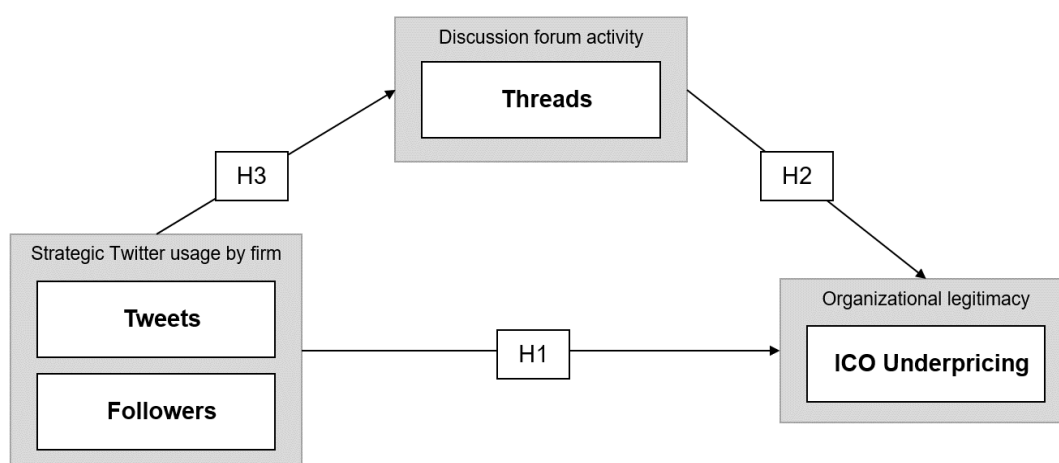 Discussion forum activity
Threads
H3
H2
Strategic Twitter usage by firm
Tweets
Followers
H1
Organizational legitimacy
ICO Underpricing